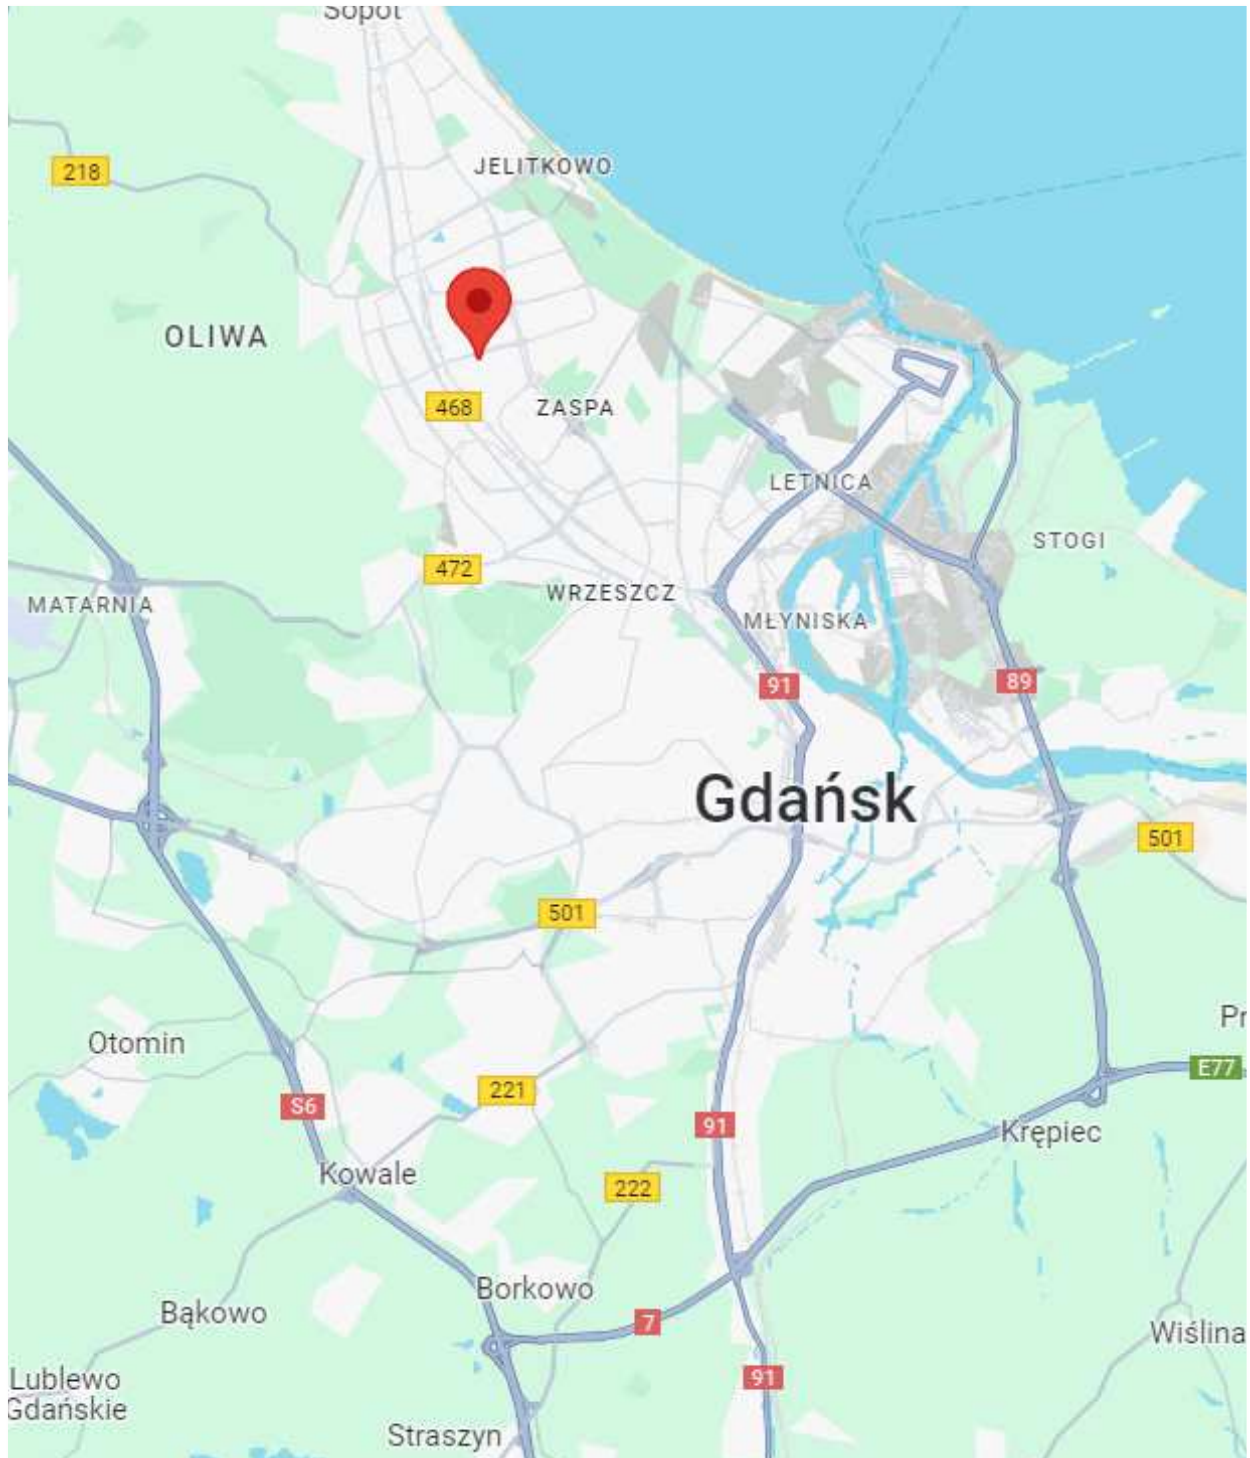 Sopot
JELITKOWO
218
OLIWA
468
ZASPA
LETNICA
STOGI
472
WRZESZCZ
MATARNIA
MŁYNISKA
91
89
Gdańsk
501
501
Otomin
Pr
E77
221
S6
91
Krępiec
Kowale
222
Borkowo
Bąkowo
7
Wiślina
Lublewo
Gdańskie
91
Straszyn